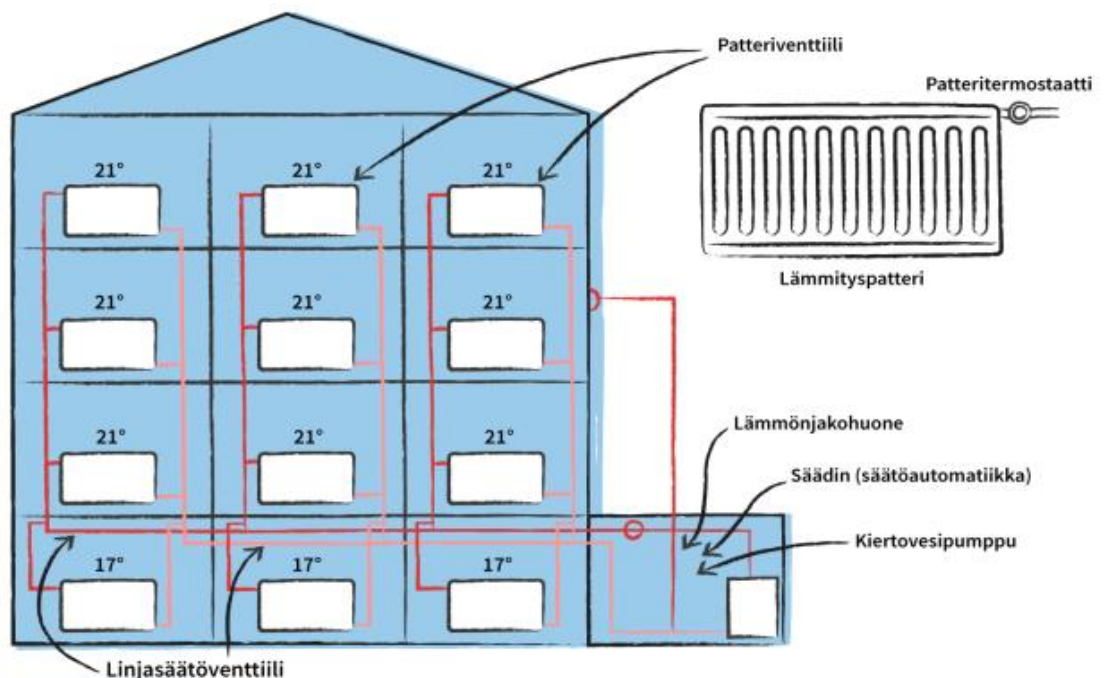 Patteriventtiili
Patteritermostaatti
21° 21° 21°
Lämmityspatteri
21° 21° 21°
Lämmönjakohuone
21° 21° 21°
Säädin (säätöautomatiikka)
Kiertovesipumppu
17° 17° 17°
Linjasäätöventtiili